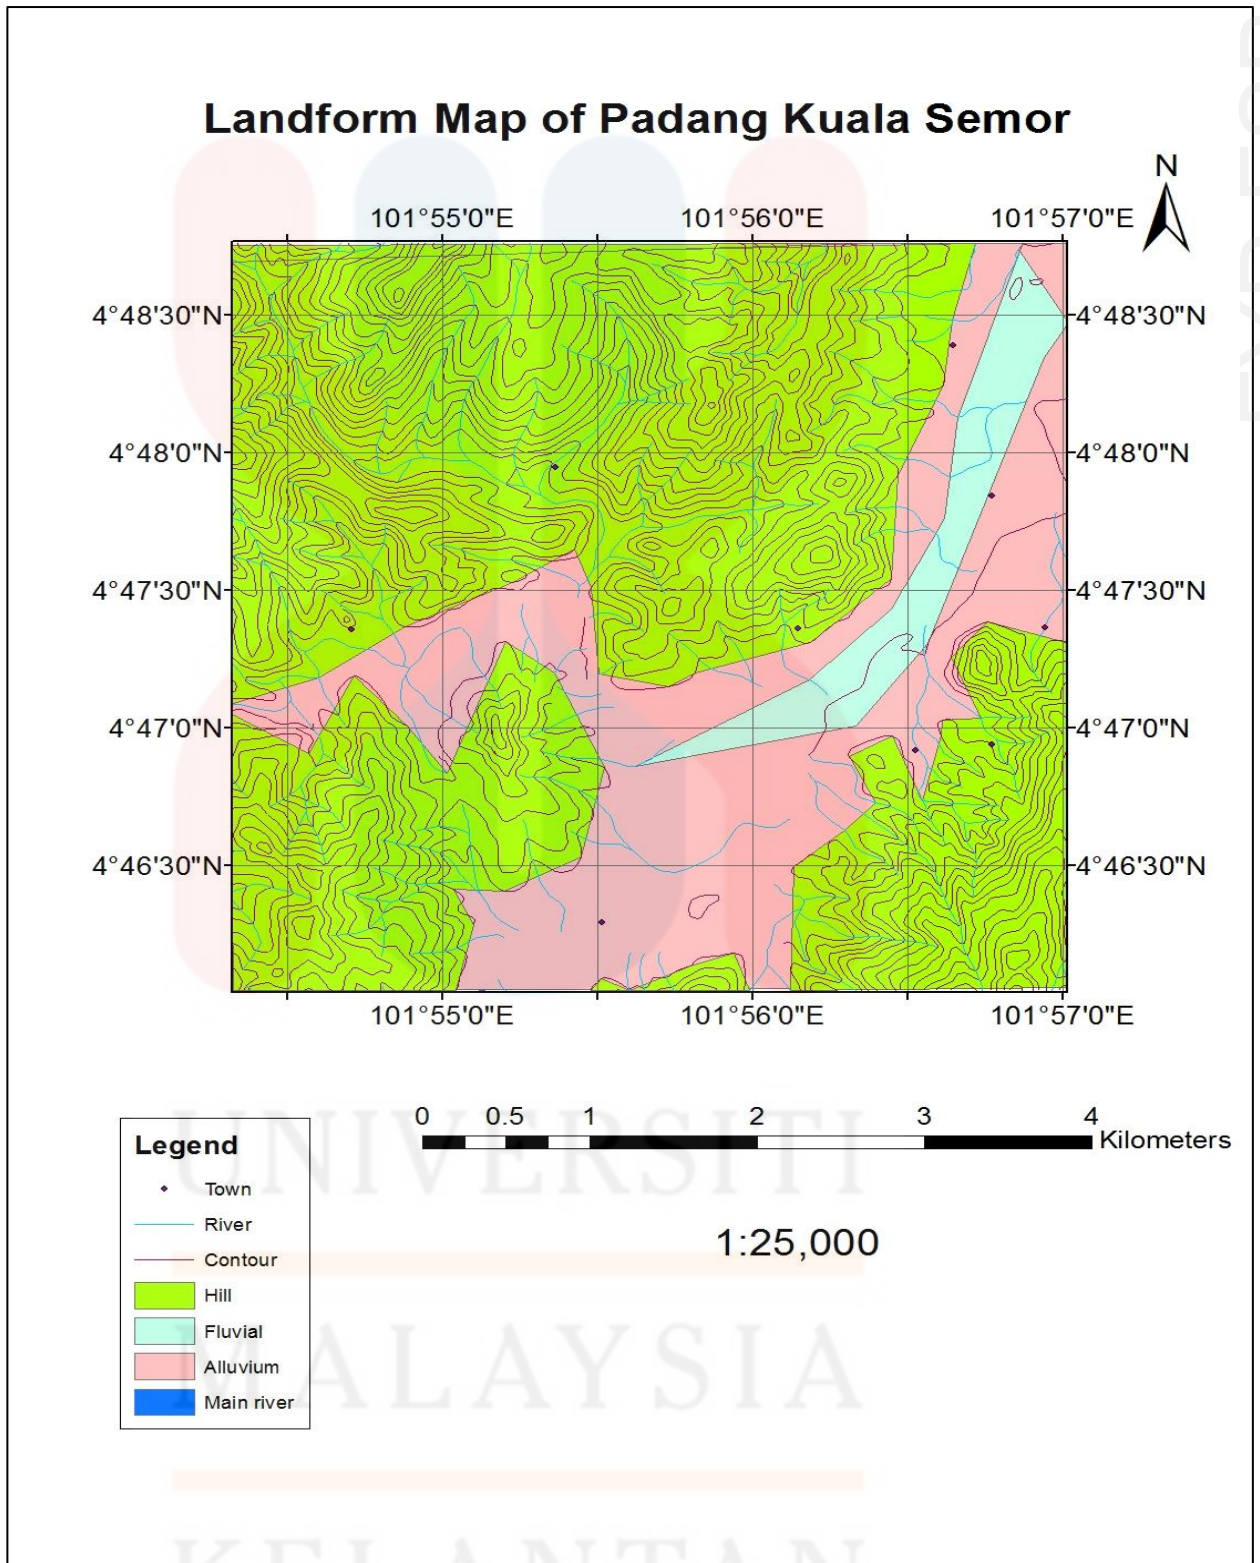 Landform Map of Padang Kuala Semor
N
101°55'0"E 101°56'0"E 101°57'0"E
4°48'30"N 4°48'30"N
4°48'0"N 4°48'0"N
4°47'30"N 4°47'30"N
4°47'0"N 4°47'0"N
4°46'30"N 4°46'30"N
101°55'0"E 101°56'0"E 101°57'0"E
0 0.5 1 2 3 4
Kilometers
1:25,000
Legend
Town
River
Contour
Hill
Fluvial
Alluvium
Main river
UNIVERSITI
MALAYSIA
KELANTAN